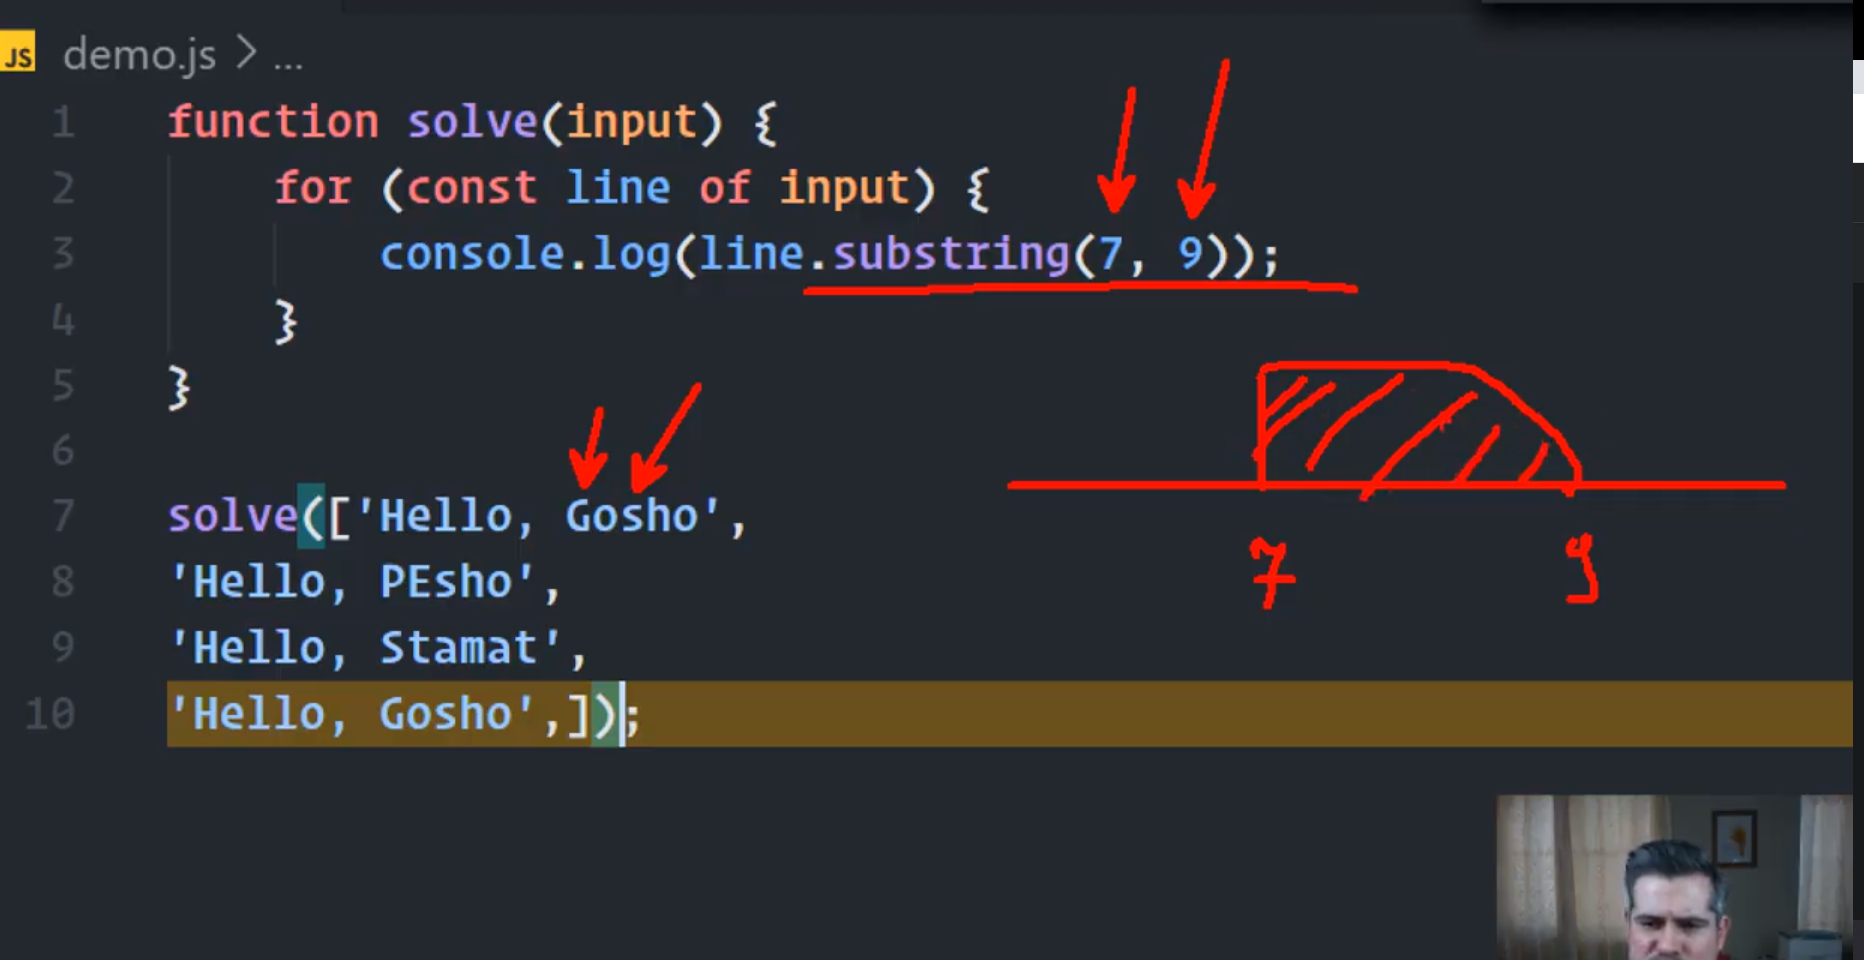 JS demo.js > ...
1 function solve(input) {
2 for (const line of input) {
3 console.log(line.substring(7, 9));
4 }
5 }
6
7 solve(['Hello, Gosho',
8 'Hello, PEsho',
9 'Hello, Stamat',
10 'Hello, Gosho',]);
7 9